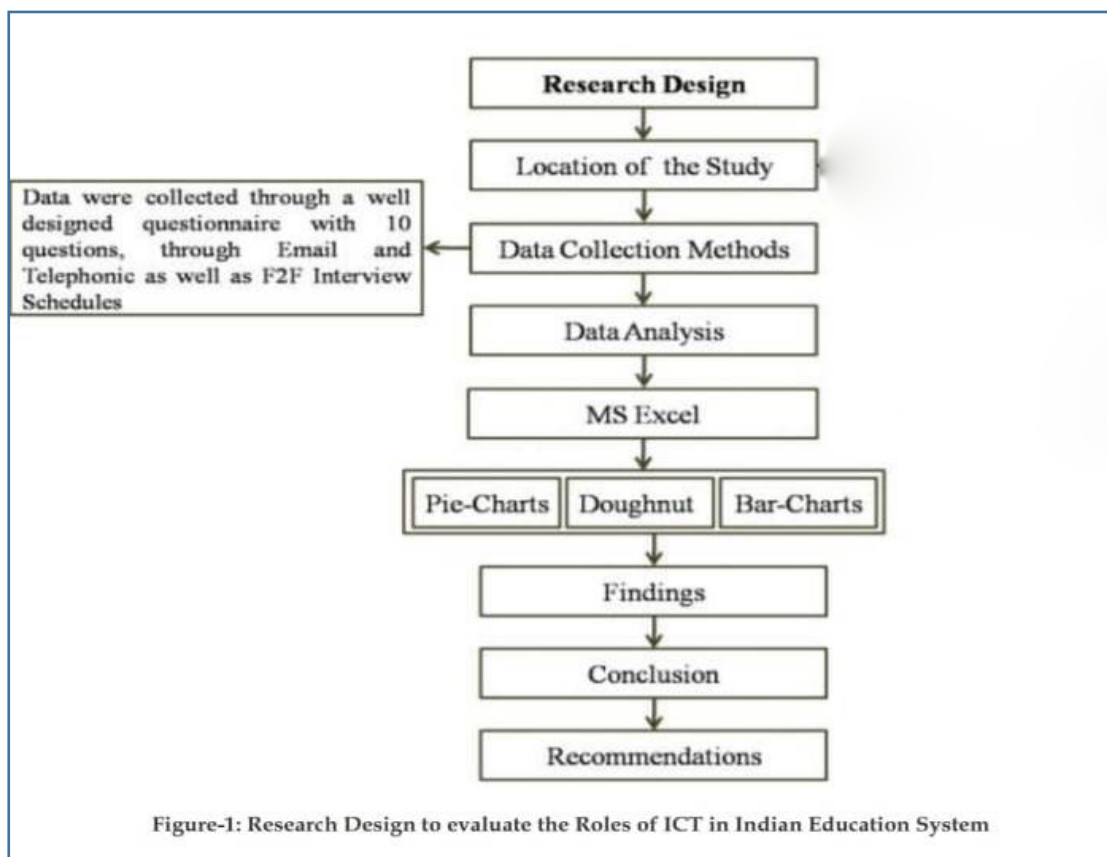 Research Design
Location of the Study
Data were collected through a well
designed questionnaire with 10
questions, through Email and
Telephonic as well as F2F Interview
Schedules
Data Collection Methods
Data Analysis
MS Excel
Pie-Charts
Doughnut
Bar-Charts
Findings
Conclusion
Recommendations
Figure-1: Research Design to evaluate the Roles of ICT in Indian Education System